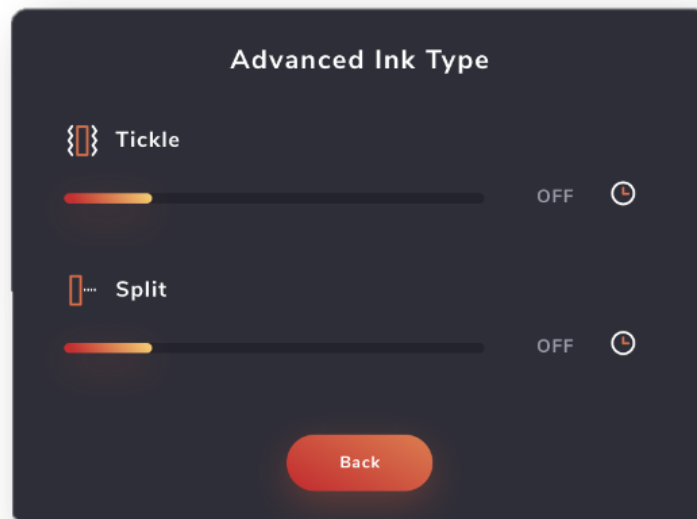 Advanced Ink Type
Tickle
OFF
Split
OFF
Back